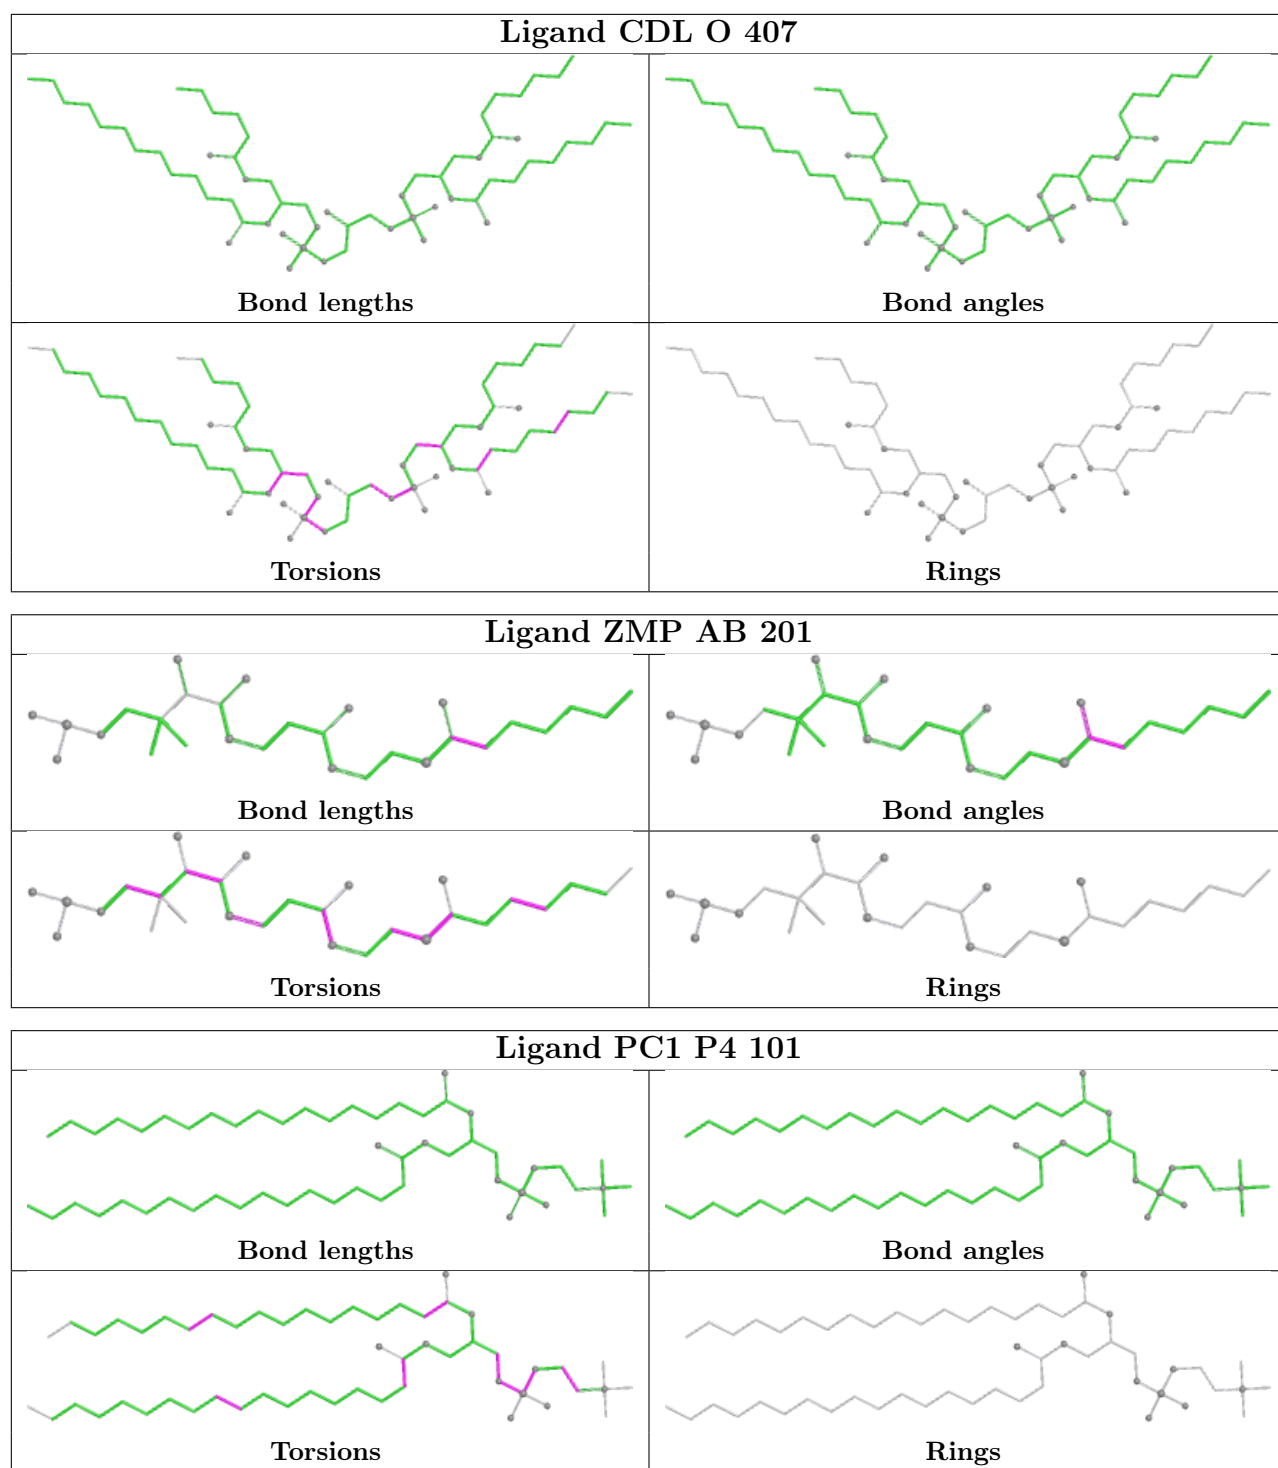 Ligand CDL O 407
Bond lengths
Bond angles
Torsions
Rings
Ligand ZMP AB 201
Bond lengths
Bond angles
Torsions
Rings
Ligand PC1 P4 101
Bond lengths
Bond angles
Torsions
Rings